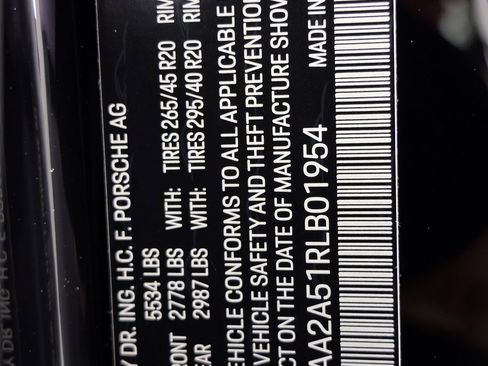 Y DR. ING. H.C. F. PORSCHE AG
5534 LBS
RONT 2778 LBS WITH: TIRES 265/45 R20 RIM
EAR 2987 LBS WITH: TIRES 295/40 R20 RIM
EHICLE CONFORMS TO ALL APPLICABLE
VEHICLE SAFETY AND THEFT PREVENTION
CT ON THE DATE OF MANUFACTURE SHOW
AA2A51RLB01954 MADE IN